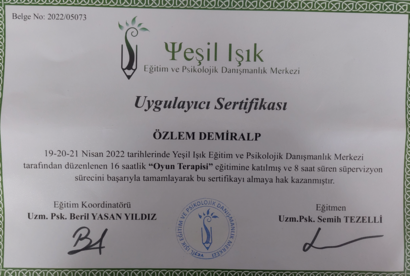 Belge No: 2022/05073
Yeşil Işık
Eğitim ve Psikolojik Danışmanlık Merkezi
Uygulayıcı Sertifikası
ÖZLEM DEMİRALP
19-20-21 Nisan 2022 tarihlerinde Yeşil Işık Eğitim ve Psikolojik Danışmanlık Merkezi
tarafından düzenlenen 16 saatlik “Oyun Terapisi” eğitimine katılmış ve 8 saat süren süpervizyon
sürecini başarıyla tamamlayarak bu sertifikayı almaya hak kazanmıştır.
Eğitim Koordinatörü
Uzm. Psk. Beril YASAN YILDIZ
Eğitmen
Uzm.Psk. Semih TEZELLİ